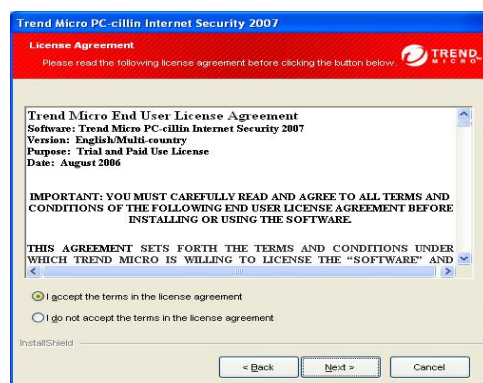 Trend Micro PC-cillin Internet Security 2007
License Agreement
Please read the following license agreement before clicking the button below.
TREND
MICRO
Trend Micro End User License Agreement
Software: Trend Micro PC-cillin Internet Security 2007
Version: English/Multi-country
Purpose: Trial and Paid Use License
Date: August 2006
IMPORTANT: YOU MUST CAREFULLY READ AND AGREE TO ALL TERMS AND
CONDITIONS OF THE FOLLOWING END USER LICENSE AGREEMENT BEFORE
INSTALLING OR USING THE SOFTWARE.
THIS AGREEMENT SETS FORTH THE TERMS AND CONDITIONS UNDER
WHICH TREND MICRO IS WILLING TO LICENSE THE “SOFTWARE” AND
I accept the terms in the license agreement
I do not accept the terms in the license agreement
InstallShield
< Back
Next >
Cancel